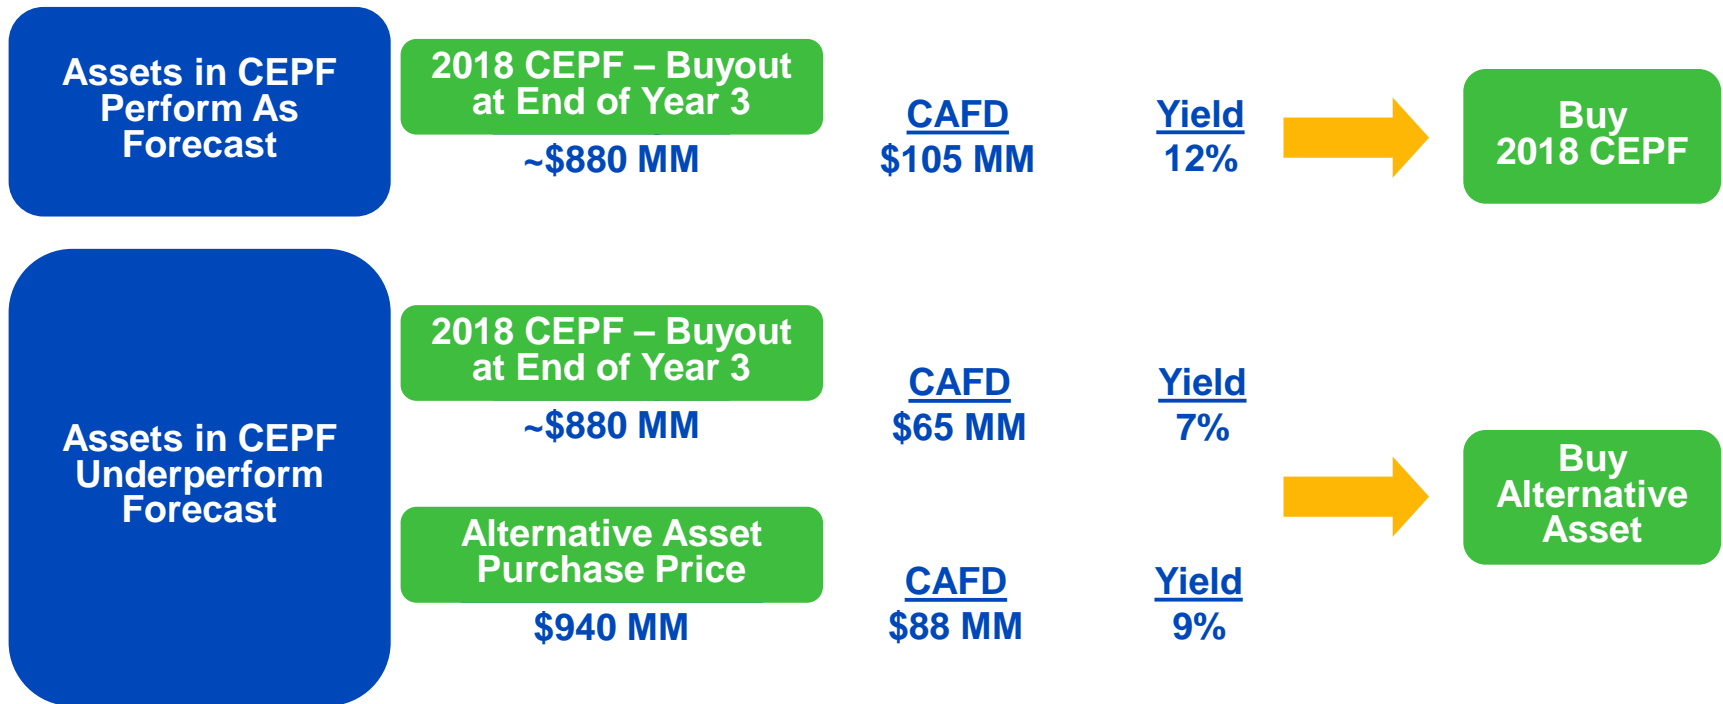 Assets in CEPF
Perform As
Forecast
2018 CEPF – Buyout
at End of Year 3
~$880 MM
CAFD
$105 MM
Yield
12%
Buy
2018 CEPF
Assets in CEPF
Underperform
Forecast
2018 CEPF – Buyout
at End of Year 3
~$880 MM
CAFD
$65 MM
Yield
7%
Alternative Asset
Purchase Price
$940 MM
CAFD
$88 MM
Yield
9%
Buy
Alternative
Asset